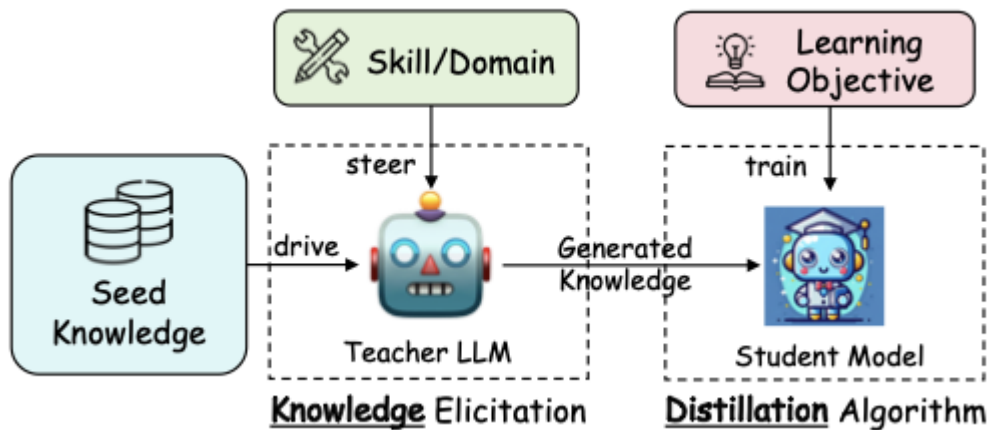 Skill/Domain
Learning
Objective
steer
train
Seed
Knowledge
drive
Generated
Knowledge
Teacher LLM
Student Model
Knowledge Elicitation
Distillation Algorithm